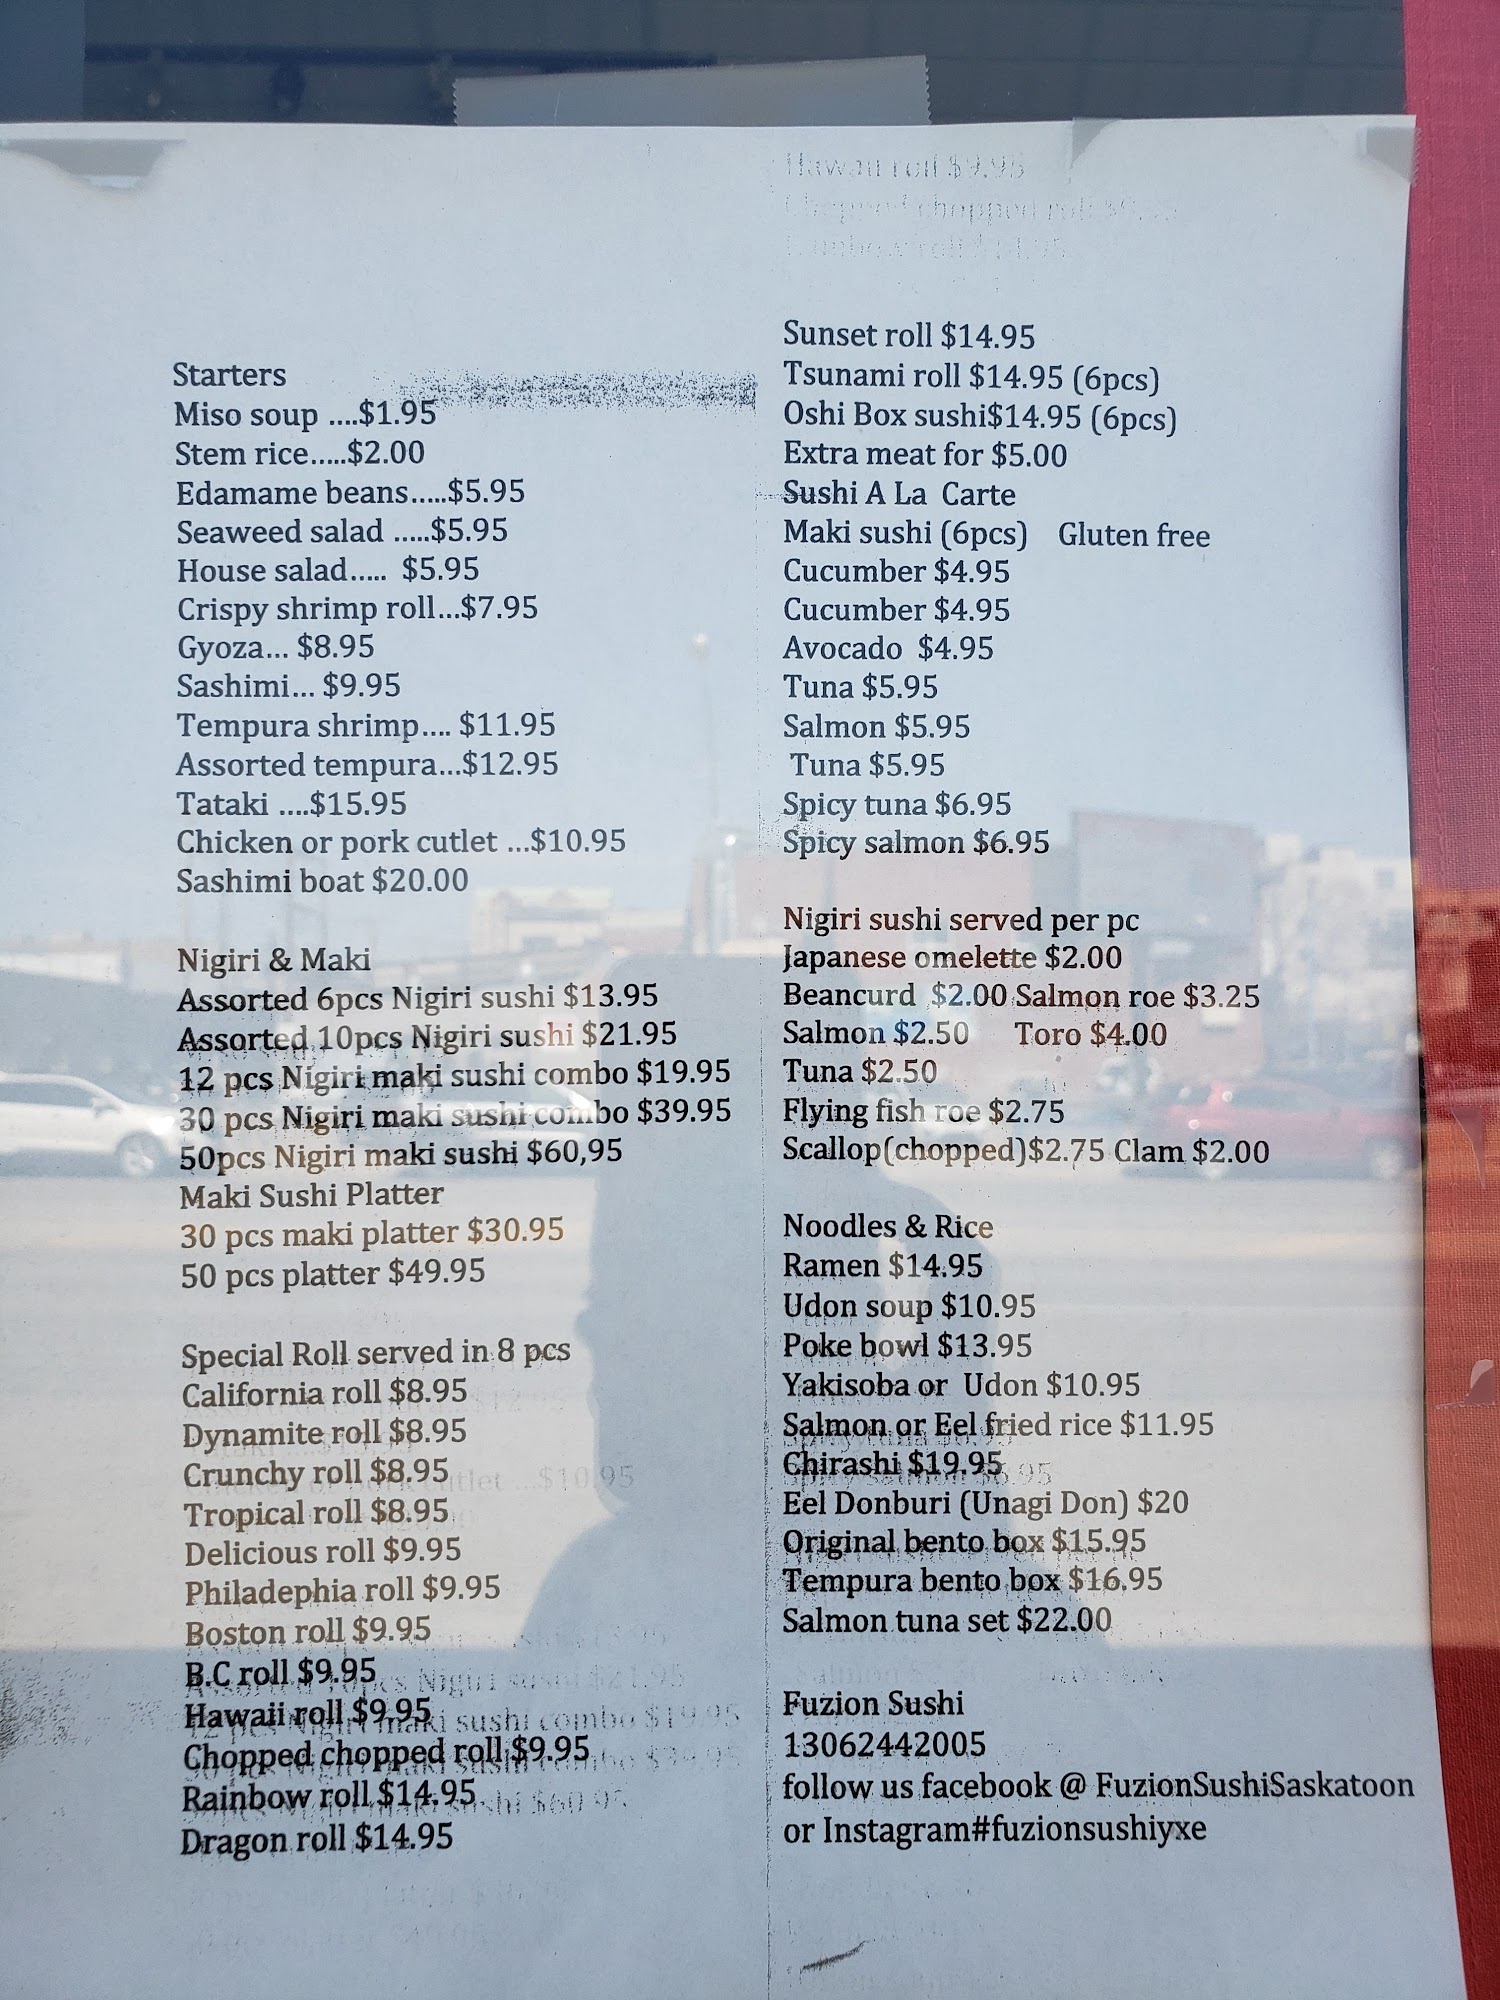 Starters
Miso soup ....$1.95
Stem rice.....$2.00
Edamame beans.....$5.95
Seaweed salad .....$5.95
House salad..... $5.95
Crispy shrimp roll...$7.95
Gyoza... $8.95
Sashimi... $9.95
Tempura shrimp.... $11.95
Assorted tempura...$12.95
Tataki ....$15.95
Chicken or pork cutlet ...$10.95
Sashimi boat $20.00
Nigiri & Maki
Assorted 6pcs Nigiri sushi $13.95
Assorted 10pcs Nigiri sushi $21.95
12 pcs Nigiri maki sushi combo $19.95
30 pcs Nigiri maki sushi combo $39.95
50pcs Nigiri maki sushi $60,95
Maki Sushi Platter
30 pcs maki platter $30.95
50 pcs platter $49.95
Special Roll served in 8 pcs
California roll $8.95
Dynamite roll $8.95
Crunchy roll $8.95
Tropical roll $8.95
Delicious roll $9.95
Philadephia roll $9.95
Boston roll $9.95
B.C roll $9.95
Hawaii roll $9.95
Chopped chopped roll $9.95
Rainbow roll $14.95
Dragon roll $14.95
Hawaii roll $9.95
Sunset roll $14.95
Tsunami roll $14.95 (6pcs)
Oshi Box sushi$14.95 (6pcs)
Extra meat for $5.00
Sushi A La Carte
Maki sushi (6pcs) Gluten free
Cucumber $4.95
Cucumber $4.95
Avocado $4.95
Tuna $5.95
Salmon $5.95
Tuna $5.95
Spicy tuna $6.95
Spicy salmon $6.95
Nigiri sushi served per pc
Japanese omelette $2.00
Beancurd $2.00 Salmon roe $3.25
Salmon $2.50 Toro $4.00
Tuna $2.50
Flying fish roe $2.75
Scallop(chopped)$2.75 Clam $2.00
Noodles & Rice
Ramen $14.95
Udon soup $10.95
Poke bowl $13.95
Yakisoba or Udon $10.95
Salmon or Eel fried rice $11.95
Chirashi $19.95
Eel Donburi (Unagi Don) $20
Original bento box $15.95
Tempura bento box $16.95
Salmon tuna set $22.00
Fuzion Sushi
13062442005
follow us facebook @ FuzionSushiSaskatoon
or Instagram#fuzionsushiyxe